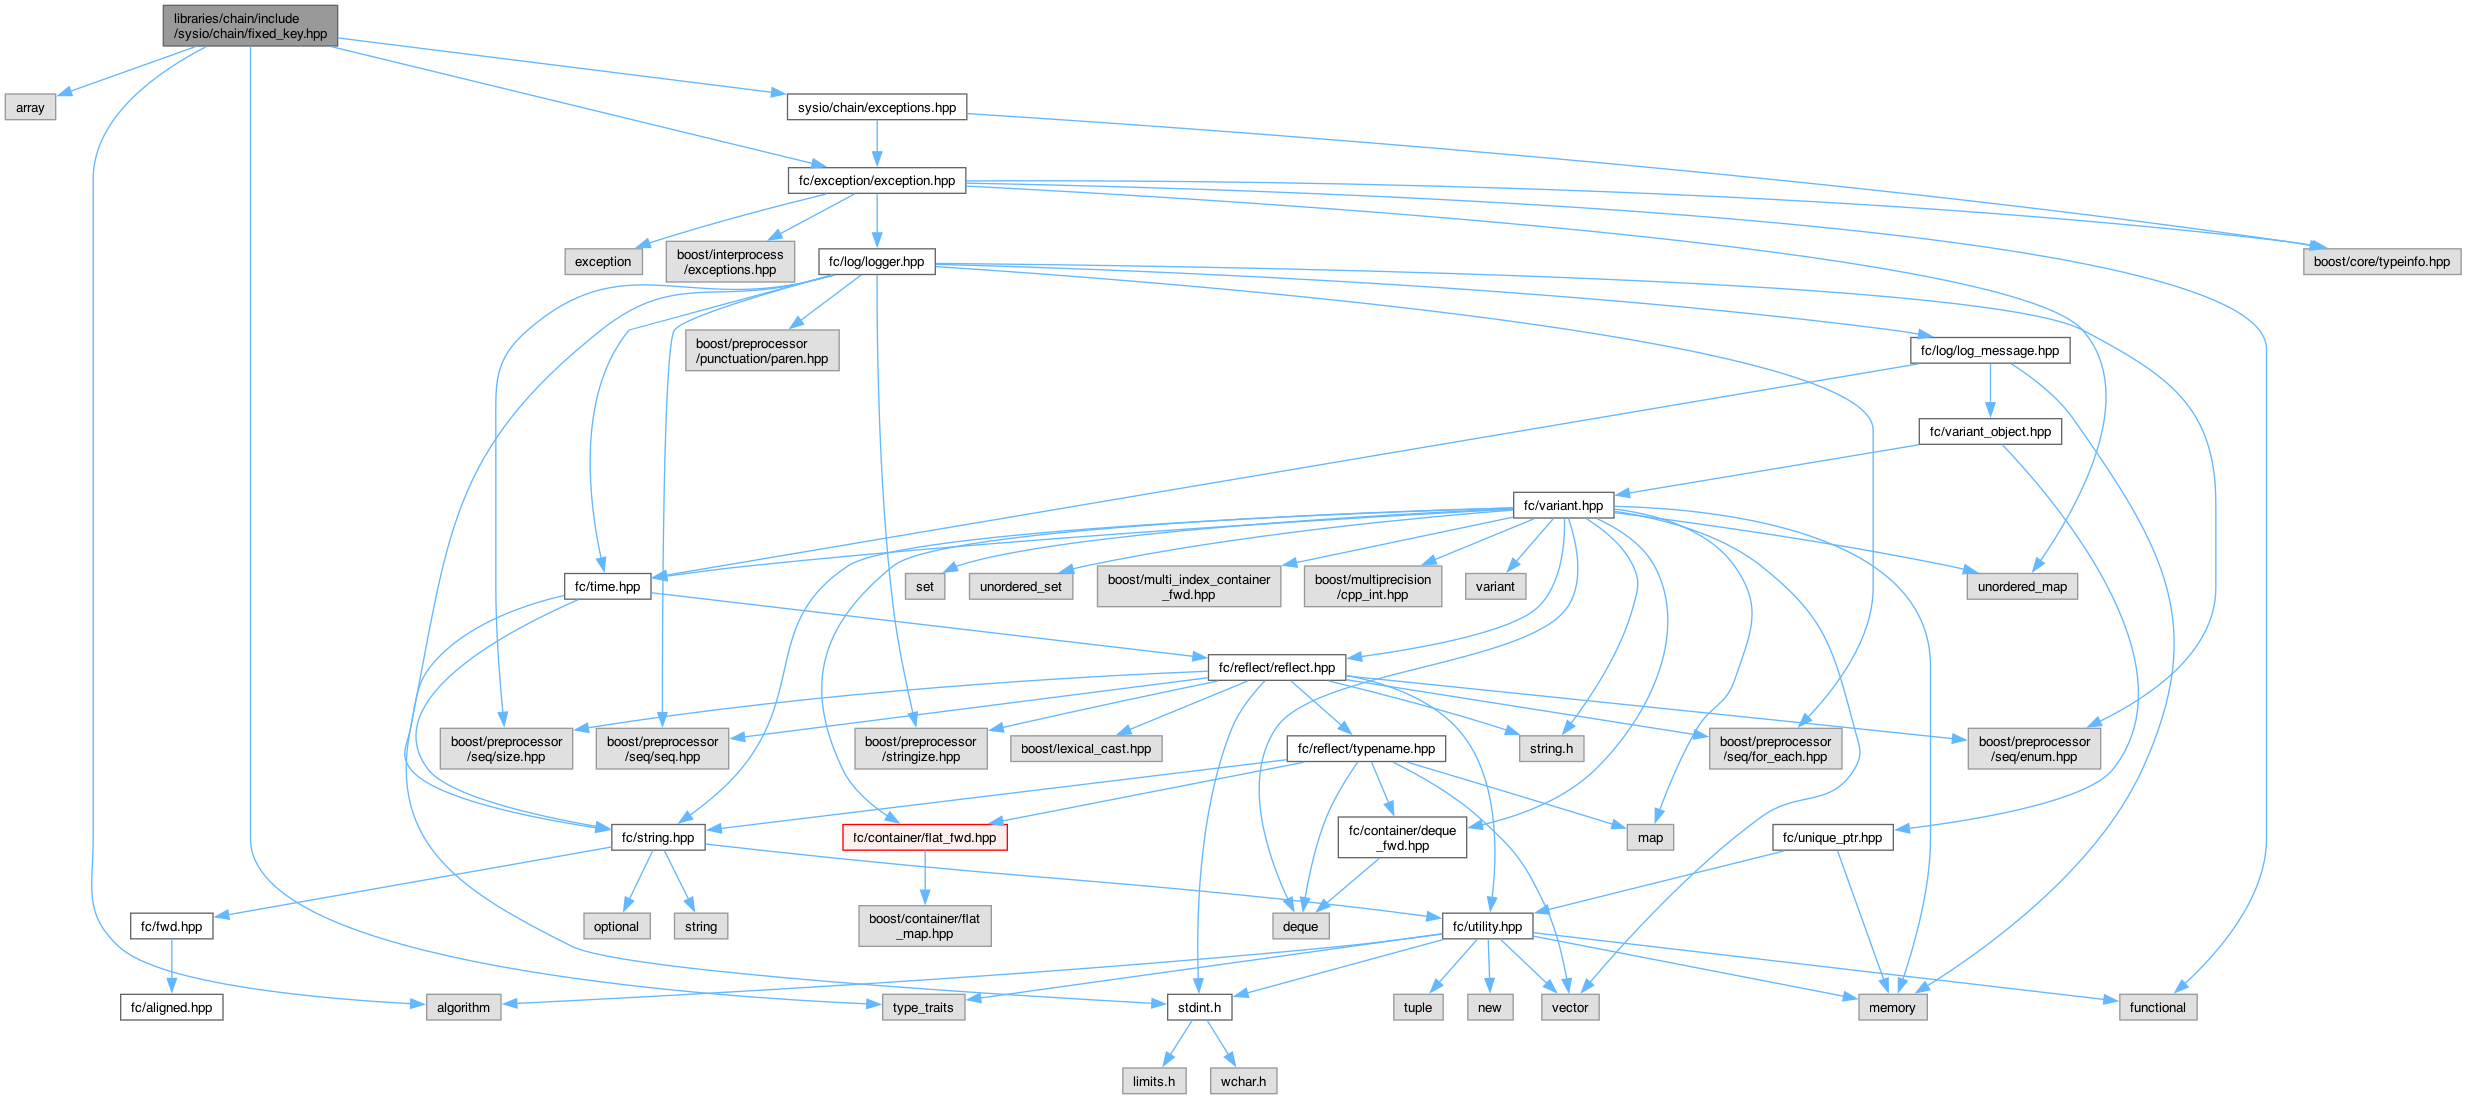 libraries/chain/include
/sysio/chain/fixed_key.hpp
array
sysio/chain/exceptions.hpp
fc/exception/exception.hpp
exception
boost/interprocess
/exceptions.hpp
fc/log/logger.hpp
boost/core/typeinfo.hpp
boost/preprocessor
/punctuation/paren.hpp
fc/log/log_message.hpp
fc/variant_object.hpp
fc/variant.hpp
fc/time.hpp
set
unordered_set
boost/multi_index_container
_fwd.hpp
boost/multiprecision
/cpp_int.hpp
variant
unordered_map
fc/reflect/reflect.hpp
boost/preprocessor
/seq/size.hpp
boost/preprocessor
/seq/seq.hpp
boost/preprocessor
/stringize.hpp
boost/lexical_cast.hpp
fc/reflect/typename.hpp
string.h
boost/preprocessor
/seq/for_each.hpp
boost/preprocessor
/seq/enum.hpp
fc/string.hpp
fc/container/flat_fwd.hpp
fc/container/deque
_fwd.hpp
map
fc/unique_ptr.hpp
fc/fwd.hpp
optional
string
boost/container/flat
_map.hpp
deque
fc/utility.hpp
fc/aligned.hpp
algorithm
type_traits
stdint.h
tuple
new
vector
memory
functional
limits.h
wchar.h